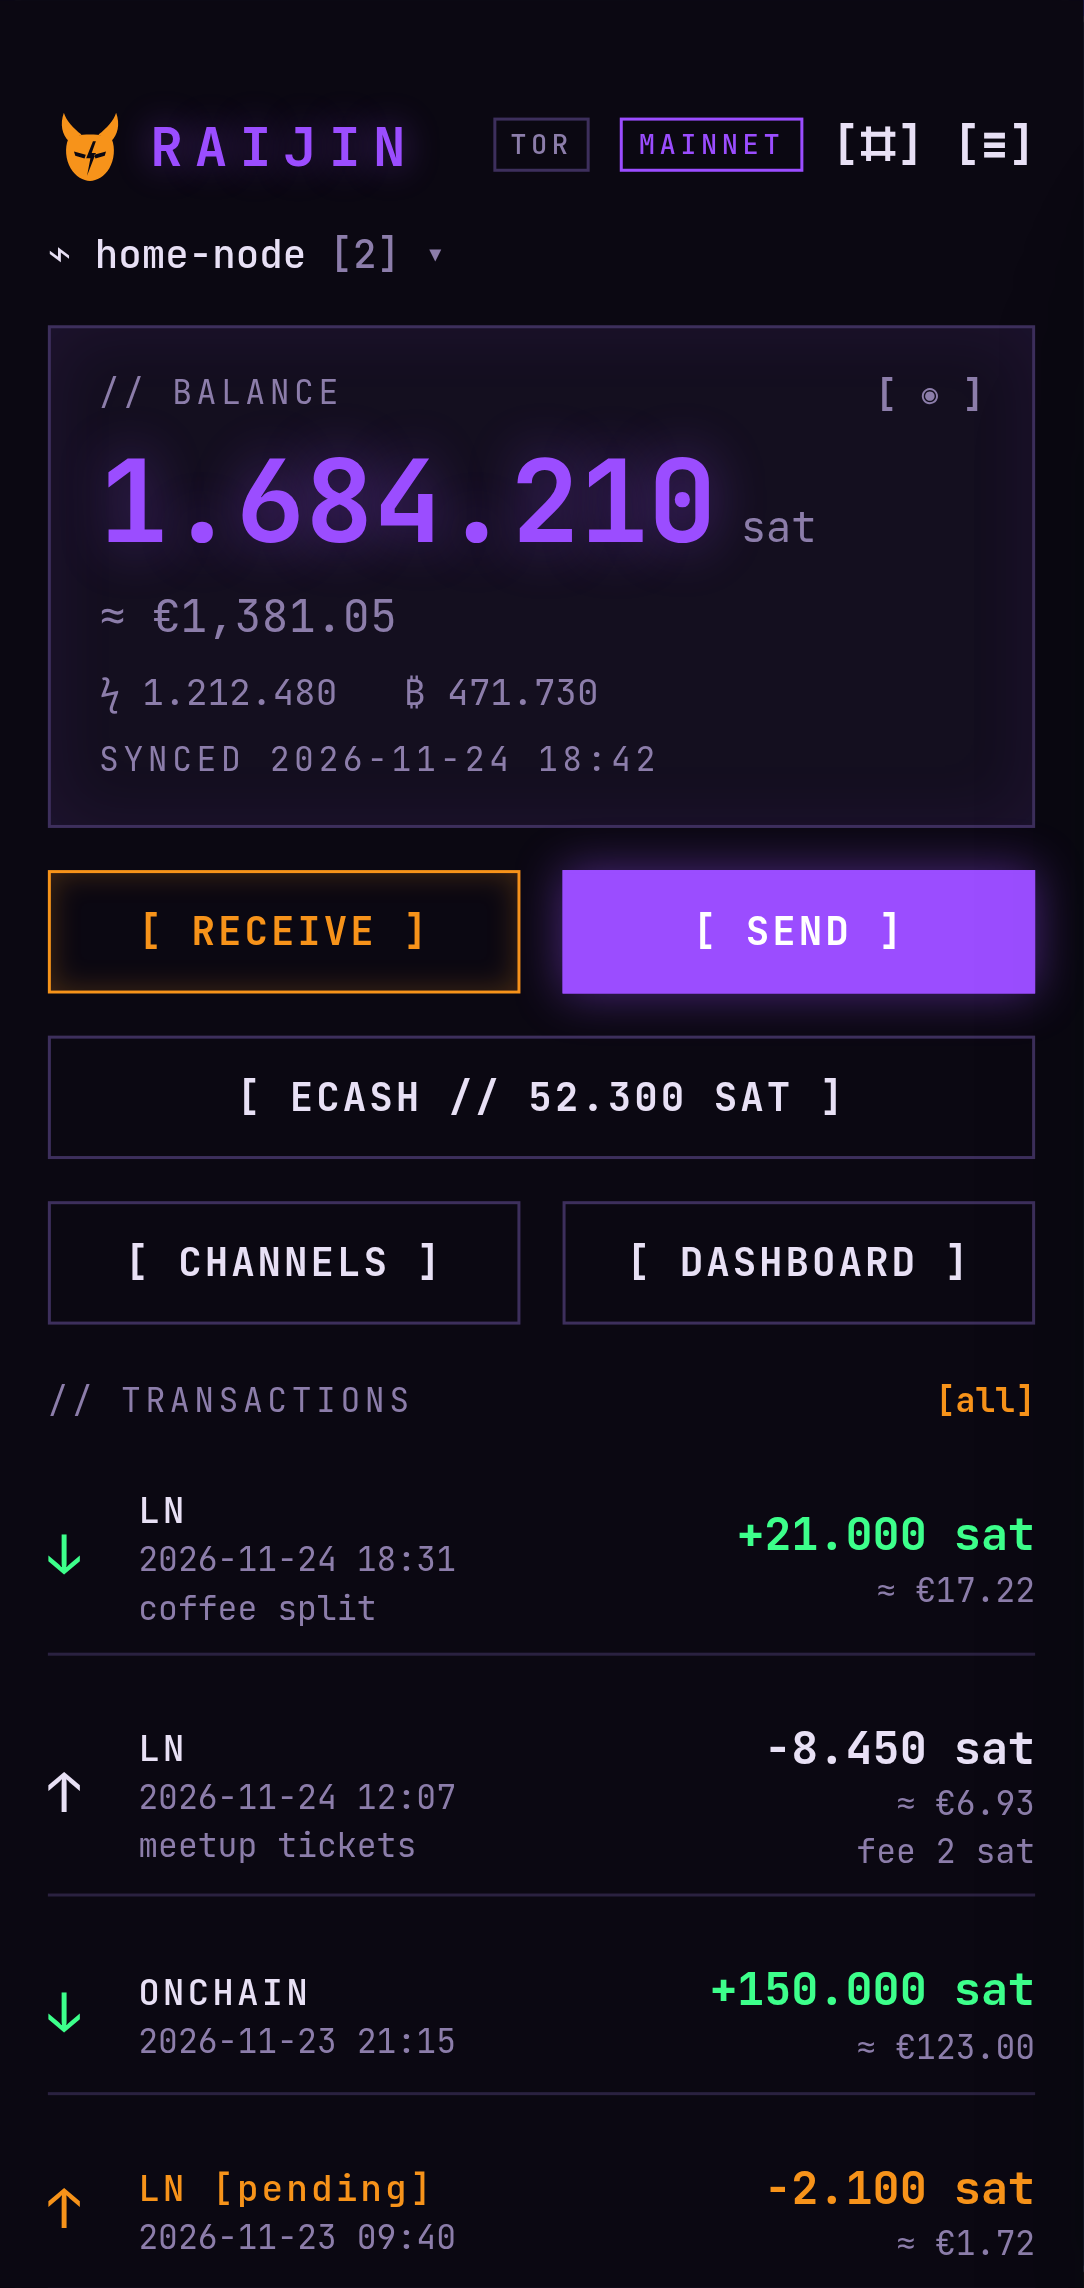 RAIJIN TOR MAINNET [#] [≡]
⌁ home-node [2] ▾
// BALANCE [ ◉ ]
1.684.210 sat
≈ €1,381.05
ϟ 1.212.480 ₿ 471.730
SYNCED 2026-11-24 18:42
[ RECEIVE ] [ SEND ]
[ ECASH // 52.300 SAT ]
[ CHANNELS ] [ DASHBOARD ]
// TRANSACTIONS [all]
LN
↓ 2026-11-24 18:31
coffee split
+21.000 sat
≈ €17.22
LN
↑ 2026-11-24 12:07
meetup tickets
-8.450 sat
≈ €6.93
fee 2 sat
↓ ONCHAIN
2026-11-23 21:15
+150.000 sat
≈ €123.00
↑ LN [pending]
2026-11-23 09:40
-2.100 sat
≈ €1.72